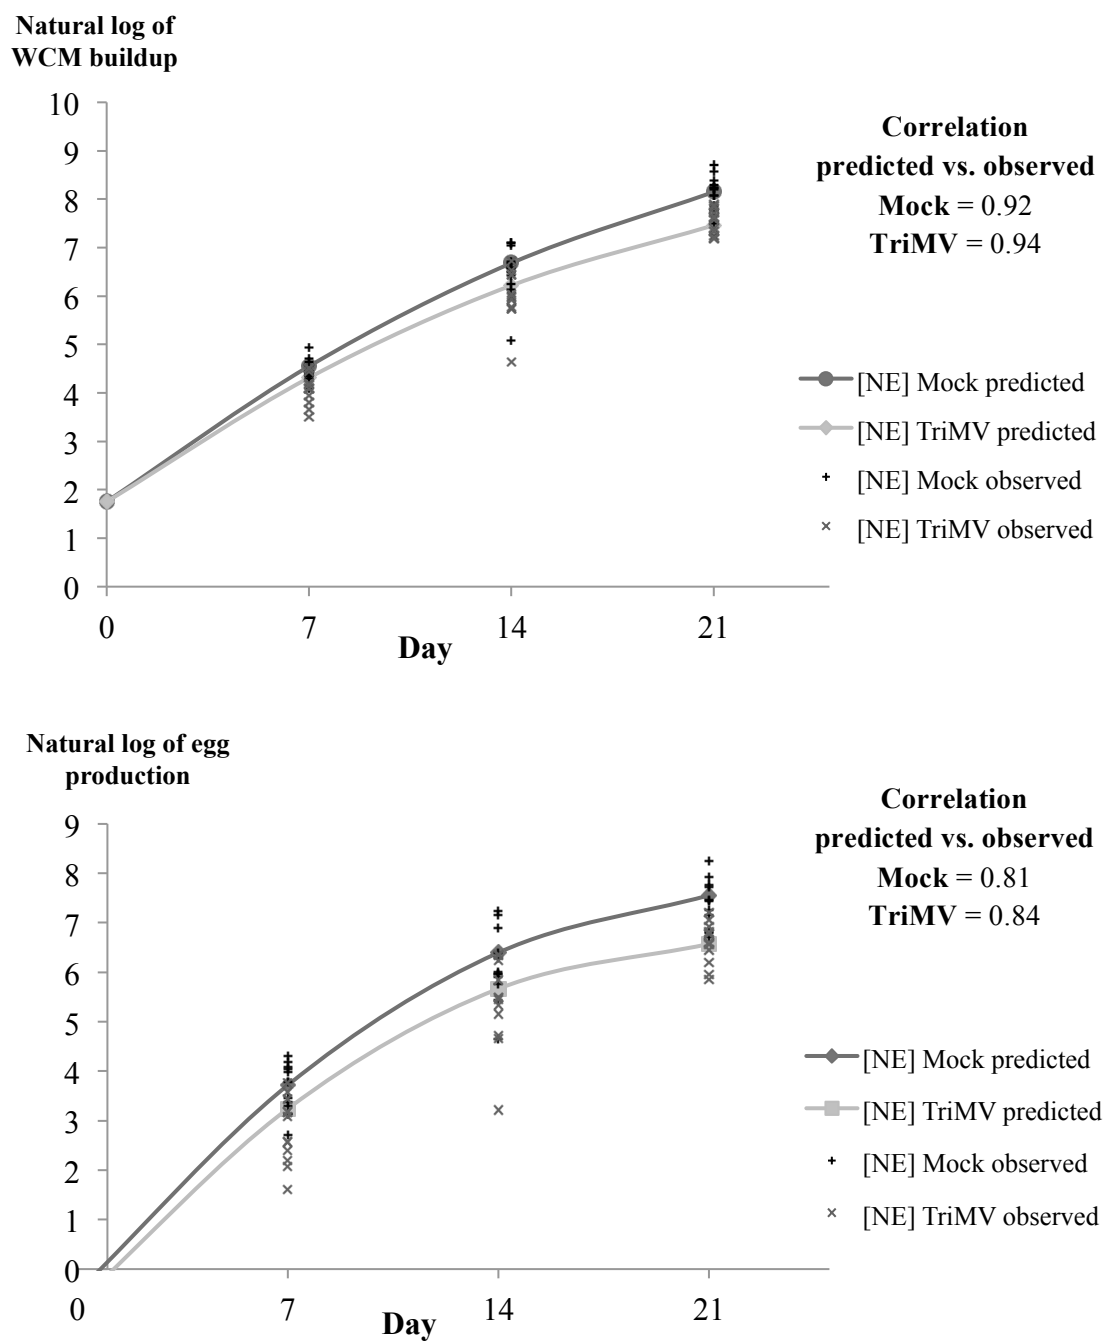 Natural log of
WCM buildup
10
9
8
7
6
5
4
3
2
1
0
0
7
14
21
Day
Correlation
predicted vs. observed
Mock = 0.92
TriMV = 0.94
[NE] Mock predicted
[NE] TriMV predicted
[NE] Mock observed
[NE] TriMV observed
Natural log of egg
production
9
8
7
6
5
4
3
2
1
0
0
7
14
21
Day
Correlation
predicted vs. observed
Mock = 0.81
TriMV = 0.84
[NE] Mock predicted
[NE] TriMV predicted
[NE] Mock observed
[NE] TriMV observed